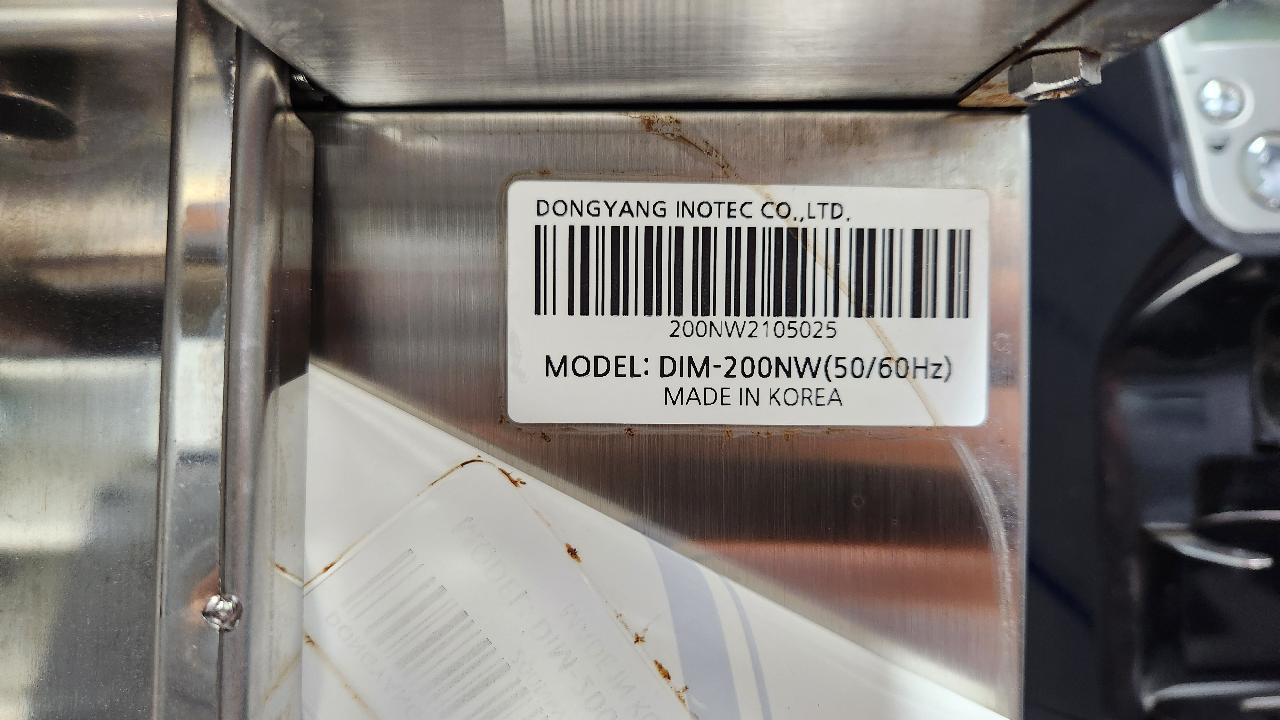 DONGYANG INOTEC CO.,LTD.
200NW2105025
MODEL: DIM-200NW(50/60Hz)
MADE IN KOREA